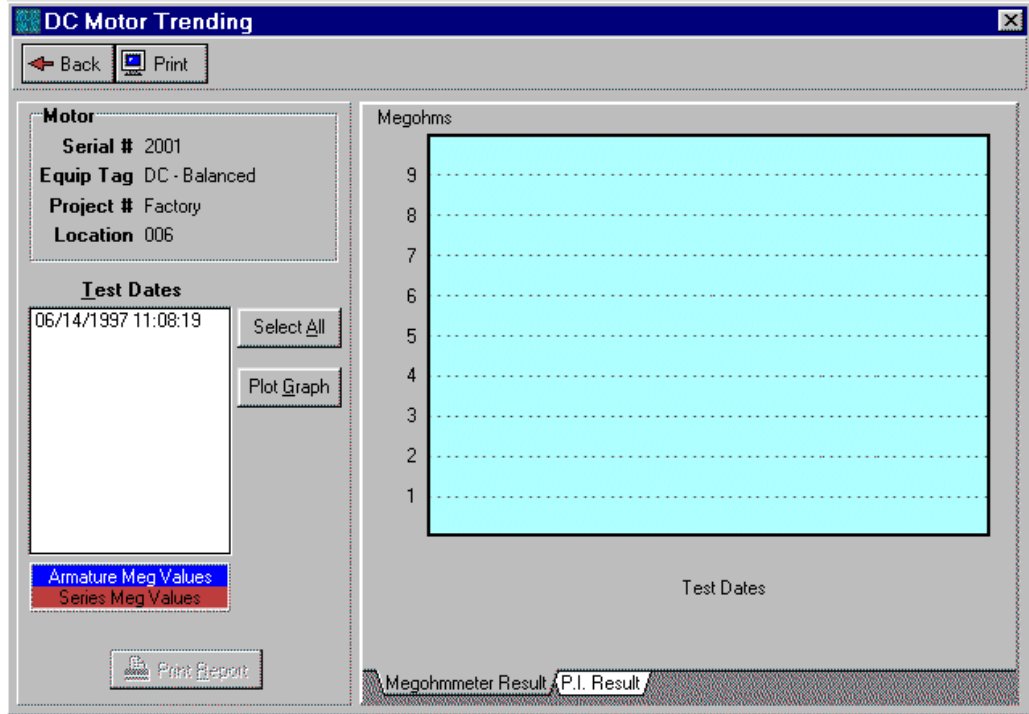 DC Motor Trending
Back Print
Motor
Serial # 2001
Equip Tag DC - Balanced
Project # Factory
Location 006
Test Dates
06/14/1997 11:08:19
Select All
Plot Graph
Armature Meg Values
Series Meg Values
Print Report
Megohms
9
8
7
6
5
4
3
2
1
Test Dates
Megohmmeter Result P.I. Result